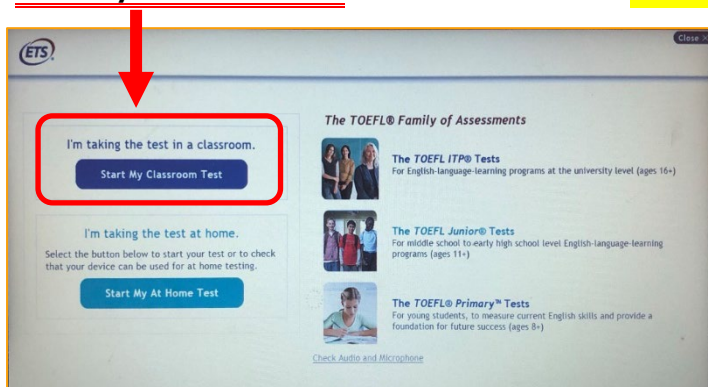 ETS
Close ×
I'm taking the test in a classroom.
Start My Classroom Test
I'm taking the test at home.
Select the button below to start your test or to check
that your device can be used for at home testing.
Start My At Home Test
The TOEFL® Family of Assessments
The TOEFL ITP® Tests
For English-language-learning programs at the university level (ages 16+)
The TOEFL Junior® Tests
For middle school to early high school level English-language-learning
programs (ages 11+)
The TOEFL® Primary™ Tests
For young students, to measure current English skills and provide a
foundation for future success (ages 8+)
Check Audio and Microphone